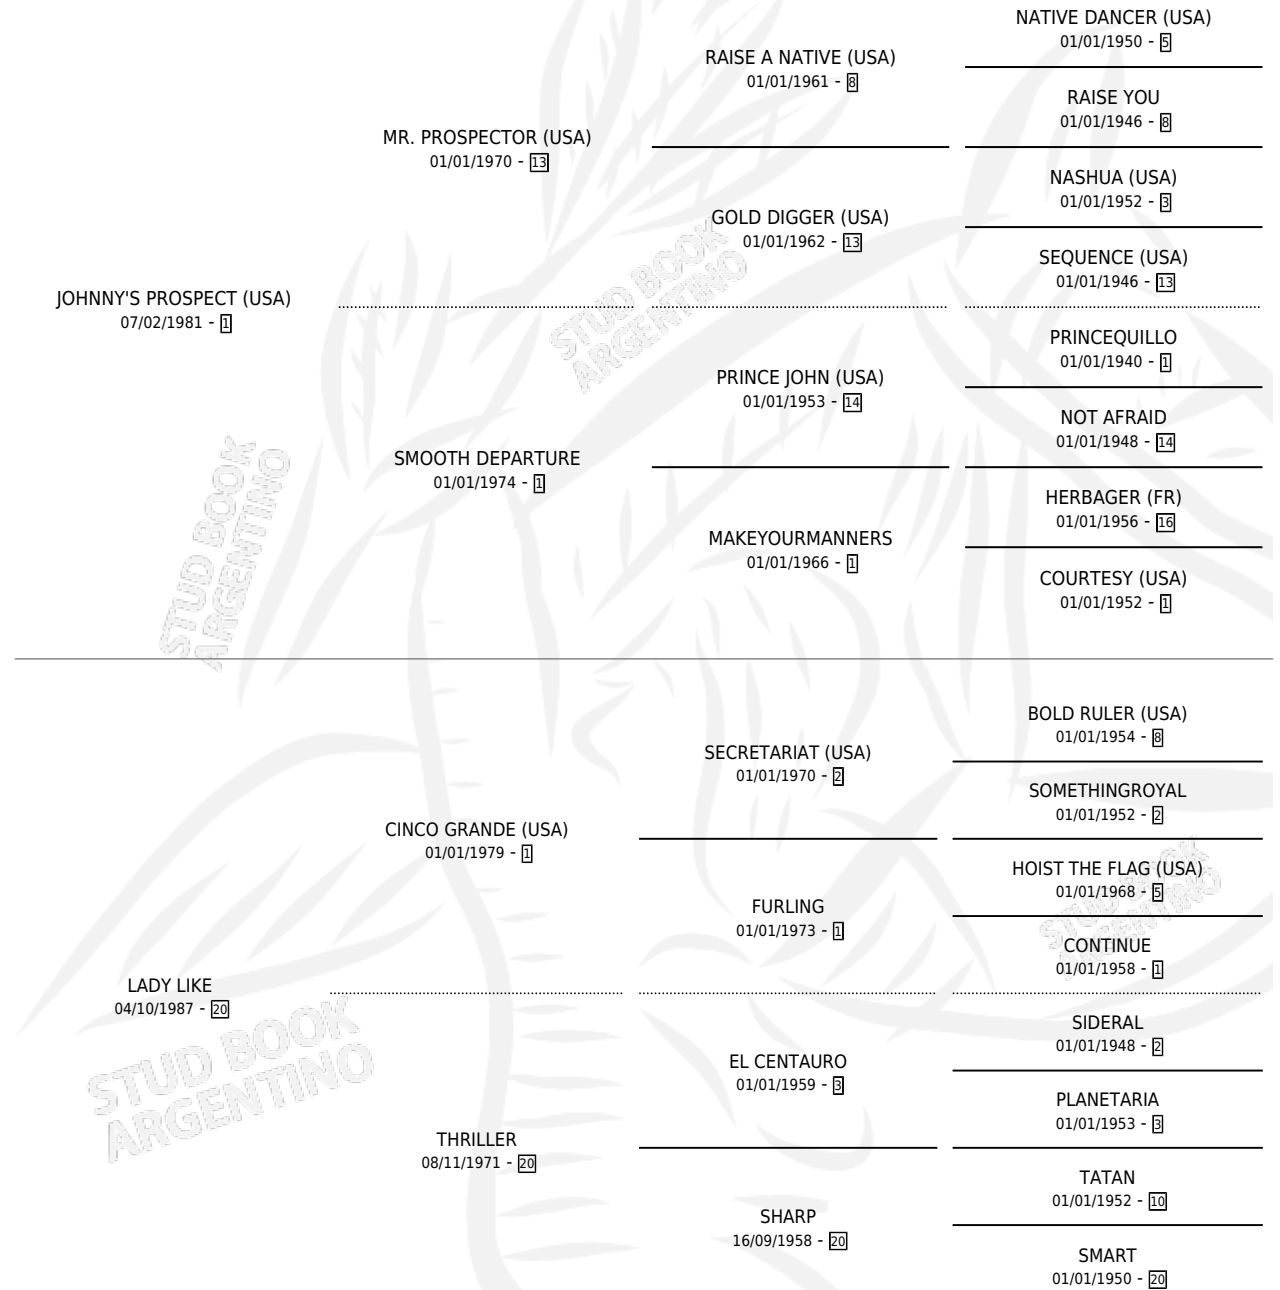 NATIVE DANCER (USA)
01/01/1950 - 5
RAISE A NATIVE (USA)
01/01/1961 - 8
RAISE YOU
01/01/1946 - 8
MR. PROSPECTOR (USA)
01/01/1970 - 13
NASHUA (USA)
01/01/1952 - 3
GOLD DIGGER (USA)
01/01/1962 - 13
SEQUENCE (USA)
01/01/1946 - 13
JOHNNY'S PROSPECT (USA)
07/02/1981 - 1
PRINCEQUILLO
01/01/1940 - 1
PRINCE JOHN (USA)
01/01/1953 - 14
NOT AFRAID
01/01/1948 - 14
SMOOTH DEPARTURE
01/01/1974 - 1
HERBAGER (FR)
01/01/1956 - 16
MAKEYOURMANNERS
01/01/1966 - 1
COURTESY (USA)
01/01/1952 - 1
BOLD RULER (USA)
01/01/1954 - 8
SECRETARIAT (USA)
01/01/1970 - 2
SOMETHINGROYAL
01/01/1952 - 2
CINCO GRANDE (USA)
01/01/1979 - 1
HOIST THE FLAG (USA)
01/01/1968 - 5
FURLING
01/01/1973 - 1
CONTINUE
01/01/1958 - 1
LADY LIKE
04/10/1987 - 20
SIDERAL
01/01/1948 - 2
EL CENTAURO
01/01/1959 - 3
PLANETARIA
01/01/1953 - 3
THRILLER
08/11/1971 - 20
TATAN
01/01/1952 - 10
SHARP
16/09/1958 - 20
SMART
01/01/1950 - 20
STUD BOOK
ARGENTINO
STUD BOOK
ARGENTINO
STUD BOOK
ARGENTINO
STUD BOOK
ARGENTINO